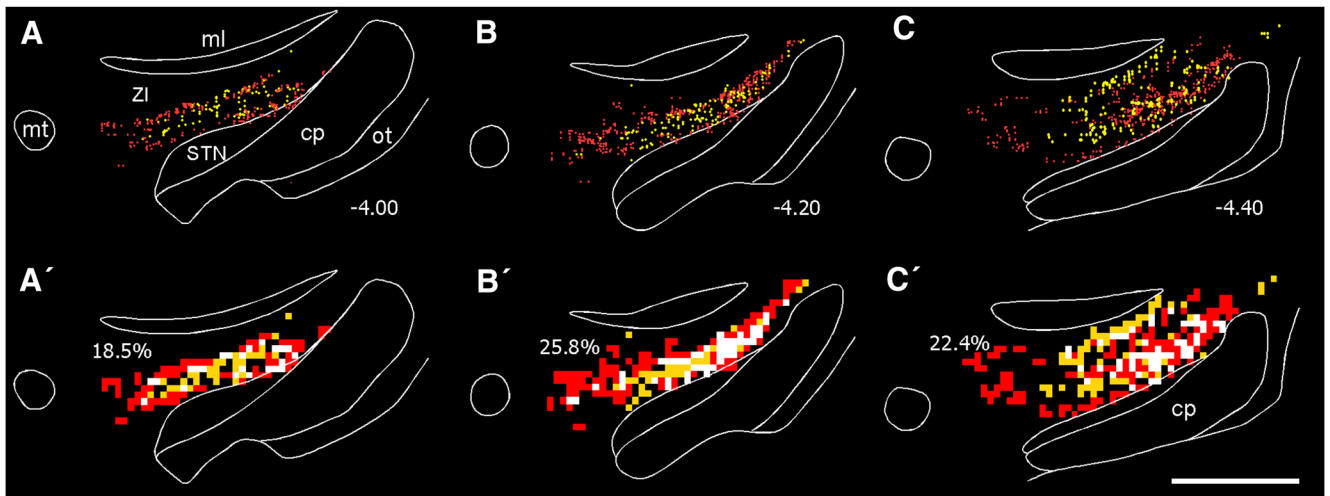 A
ml
ZI
mt
STN
cp
ot
-4.00
B
-4.20
C
-4.40
A´
18.5%
B´
25.8%
C´
22.4%
cp